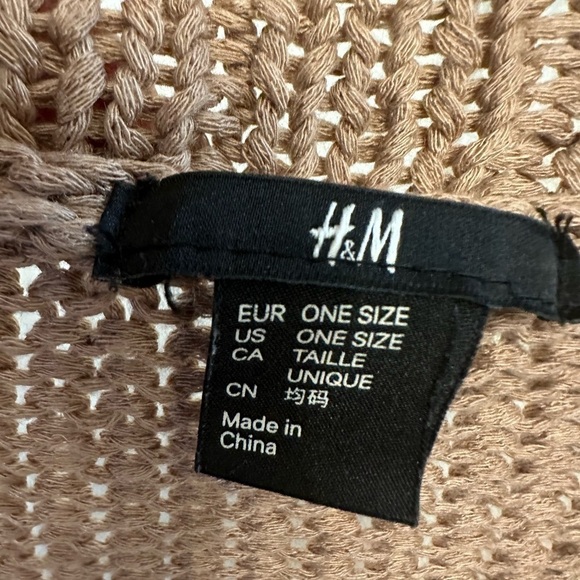 H&M
EUR ONE SIZE
US ONE SIZE
CA TAILLE
UNIQUE
CN 均码
Made in
China